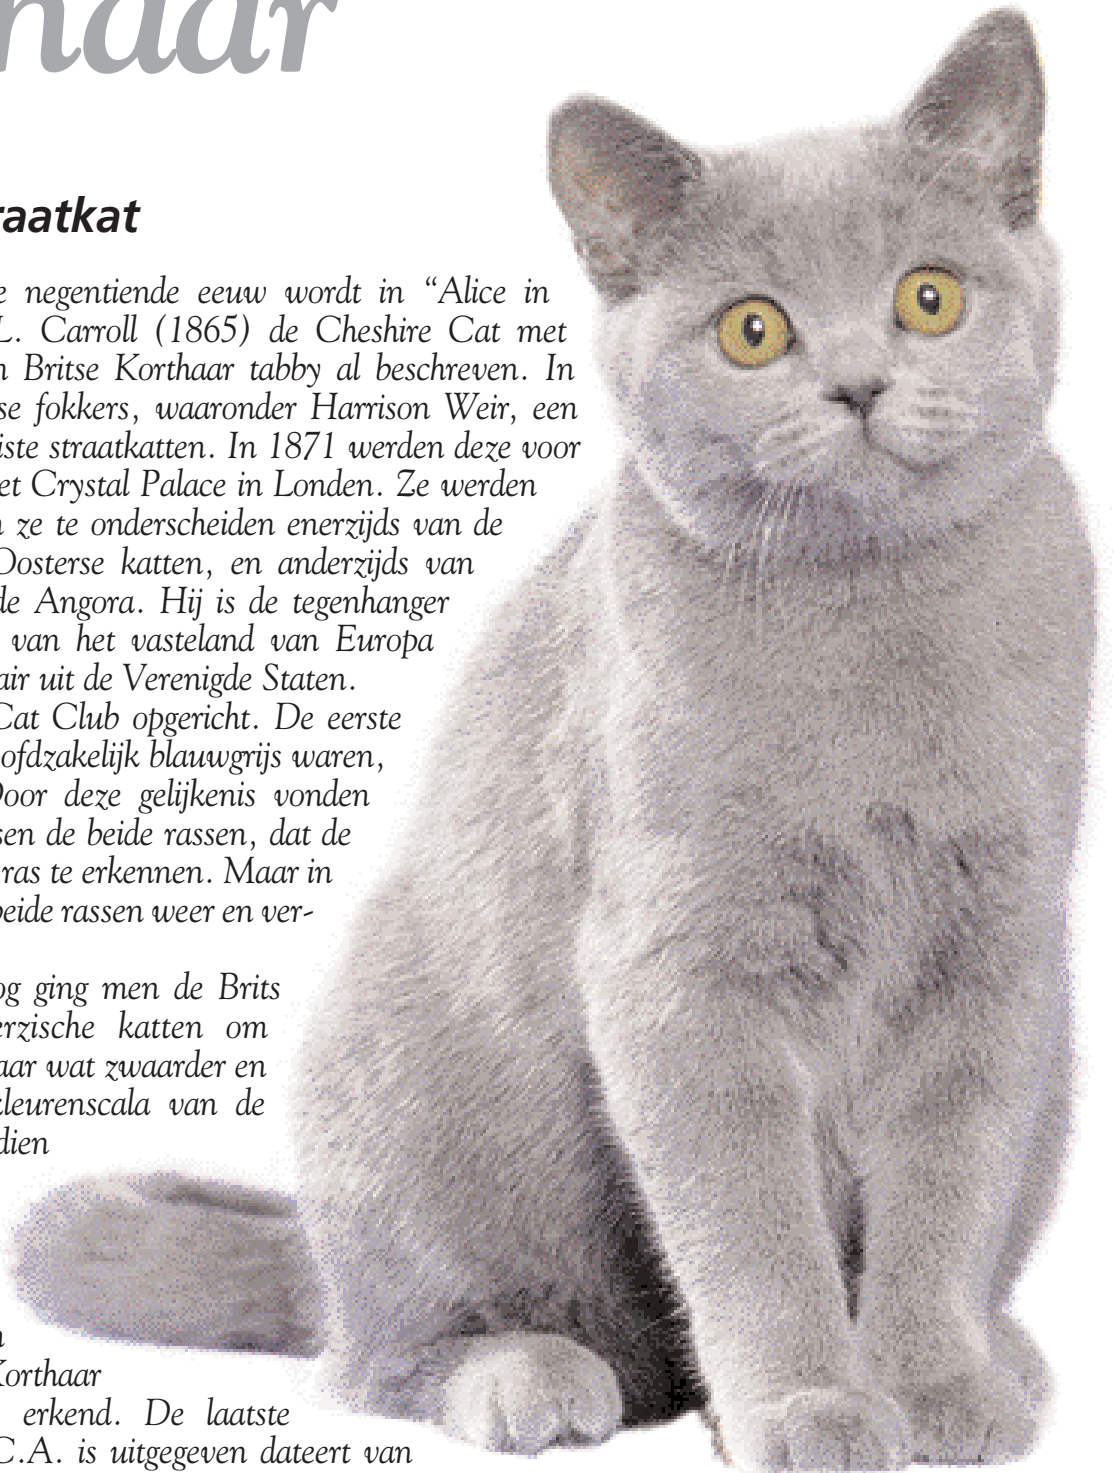 haar
raatkat
e negentiende eeuw wordt in “Alice in
L. Carroll (1865) de Cheshire Cat met
n Britse Korthaar tabby al beschreven. In
se fokkers, waaronder Harrison Weir, een
iste straatkatten. In 1871 werden deze voor
et Crystal Palace in Londen. Ze werden
n ze te onderscheiden enerzijds van de
Oosterse katten, en anderzijds van
de Angora. Hij is de tegenhanger
van het vasteland van Europa
air uit de Verenigde Staten.
Cat Club opgericht. De eerste
ofdzakelijk blauwgrijs waren,
Door deze gelijkenis vonden
sen de beide rassen, dat de
ras te erkennen. Maar in
beide rassen weer en ver-
og ging men de Brits
erzische katten om
aar wat zwaarder en
kleurenscala van de
dien
n
Korthaar
erkend. De laatste
C.A. is uitgegeven dateert van